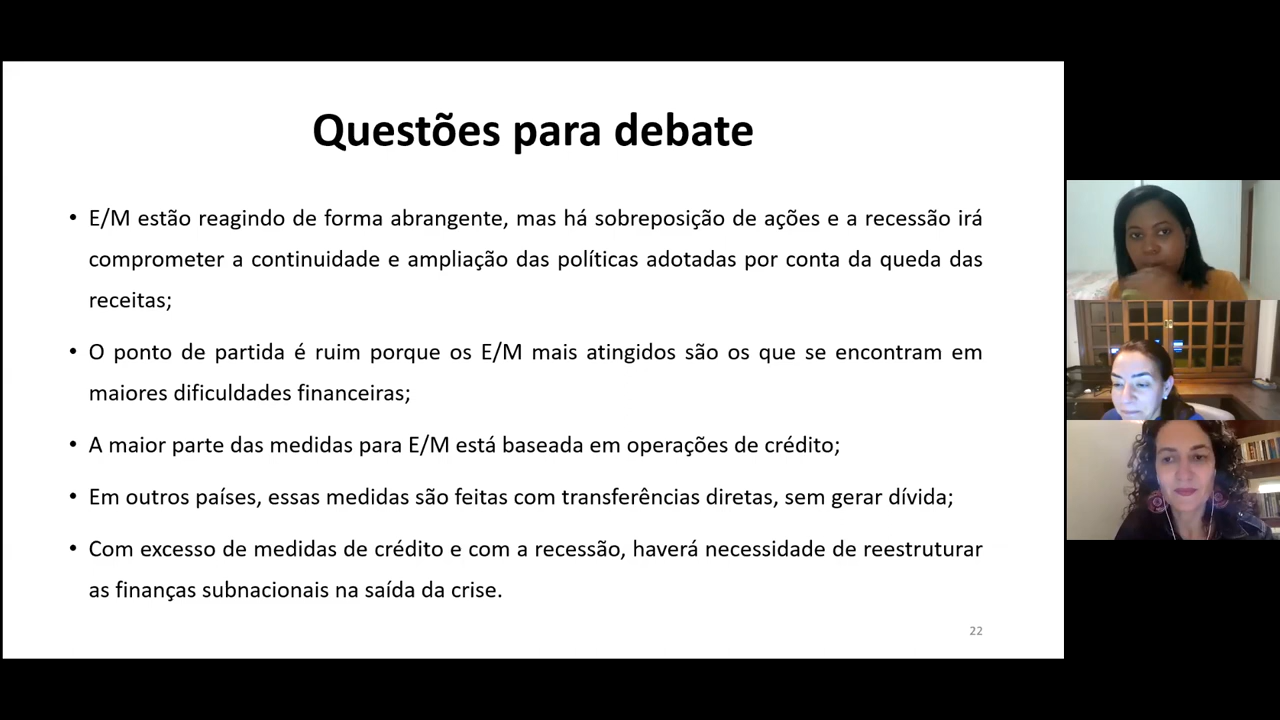 Questões para debate
• E/M estão reagindo de forma abrangente, mas há sobreposição de ações e a recessão irá
comprometer a continuidade e ampliação das políticas adotadas por conta da queda das
receitas;
• O ponto de partida é ruim porque os E/M mais atingidos são os que se encontram em
maiores dificuldades financeiras;
• A maior parte das medidas para E/M está baseada em operações de crédito;
• Em outros países, essas medidas são feitas com transferências diretas, sem gerar dívida;
• Com excesso de medidas de crédito e com a recessão, haverá necessidade de reestruturar
as finanças subnacionais na saída da crise.
22